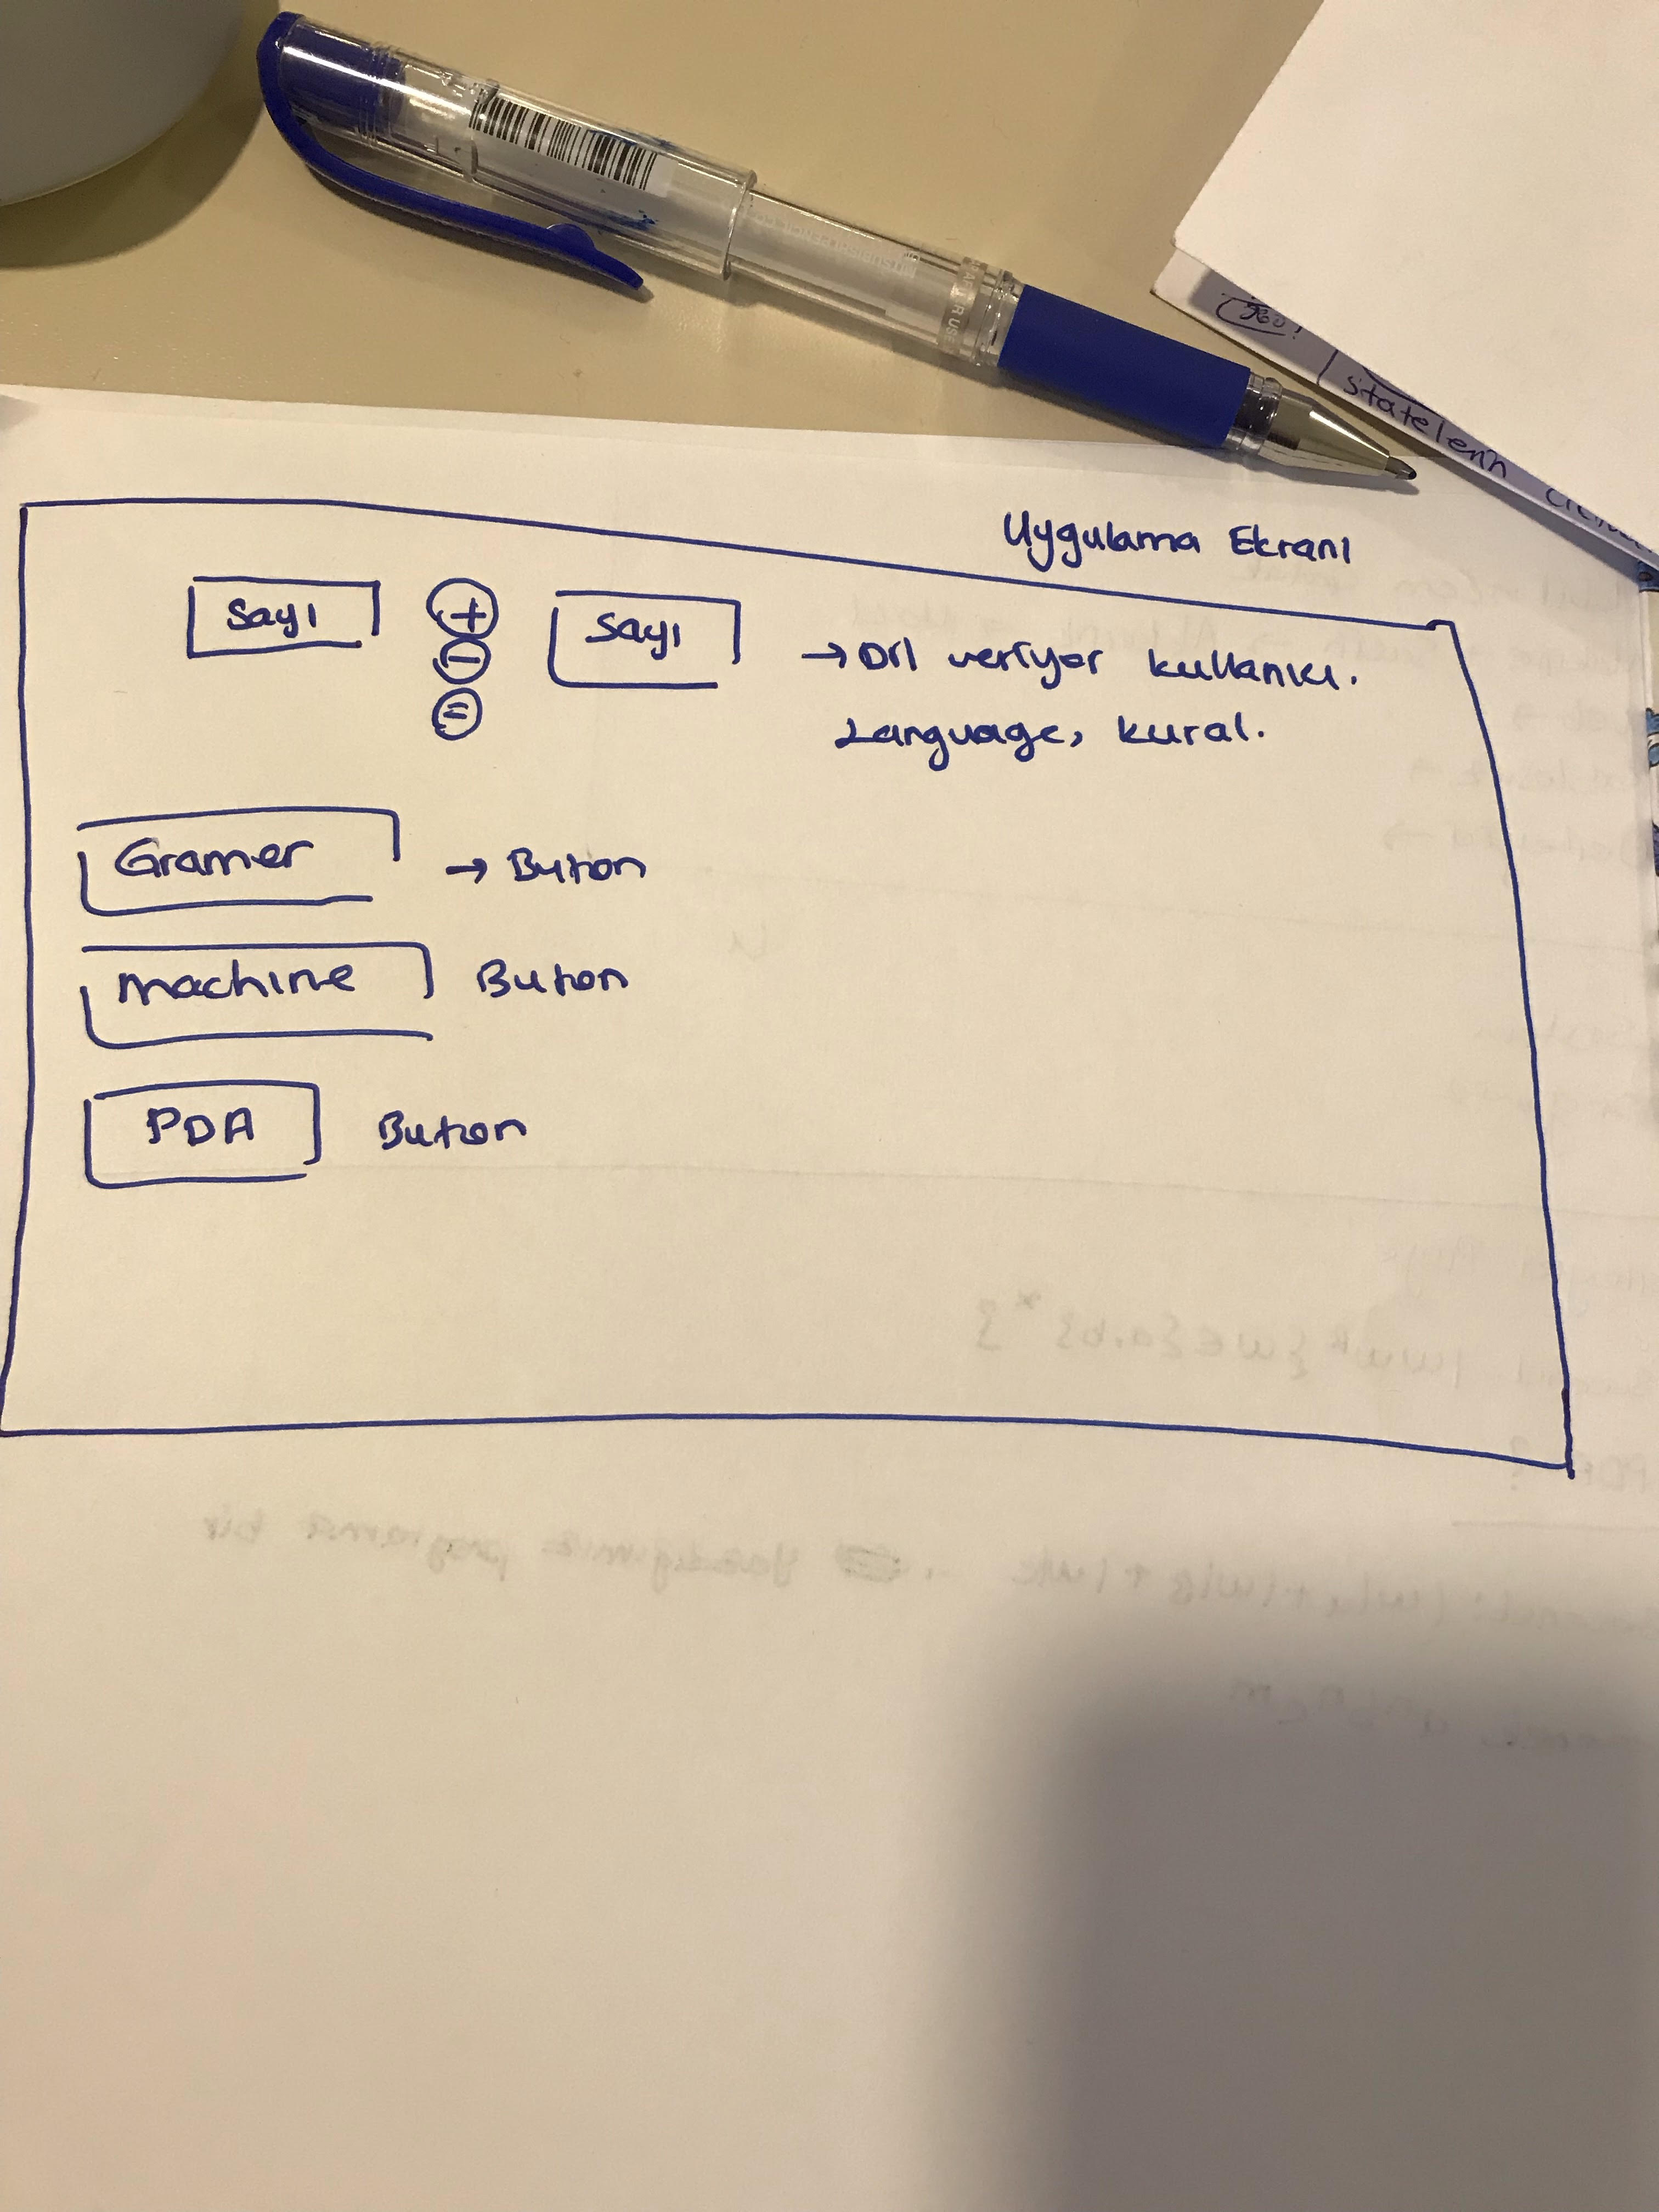 statelerin
Uygulama Ekranı
Sayı + Sayı
-
=
→ Dil veriyor kullanıcı.
Language, kural.
Gramer → Buton
machine Buton
PDA Buton